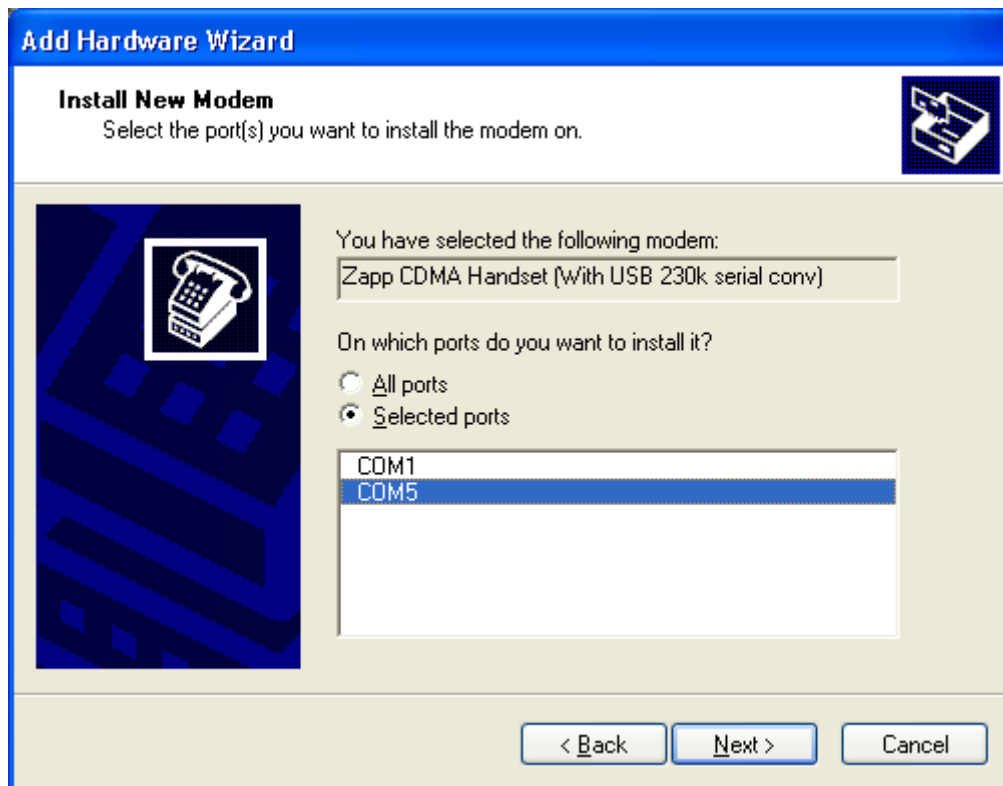 Add Hardware Wizard
Install New Modem
Select the port(s) you want to install the modem on.
You have selected the following modem:
Zapp CDMA Handset (With USB 230k serial conv)
On which ports do you want to install it?
All ports
Selected ports
COM1
COM5
< Back
Next >
Cancel